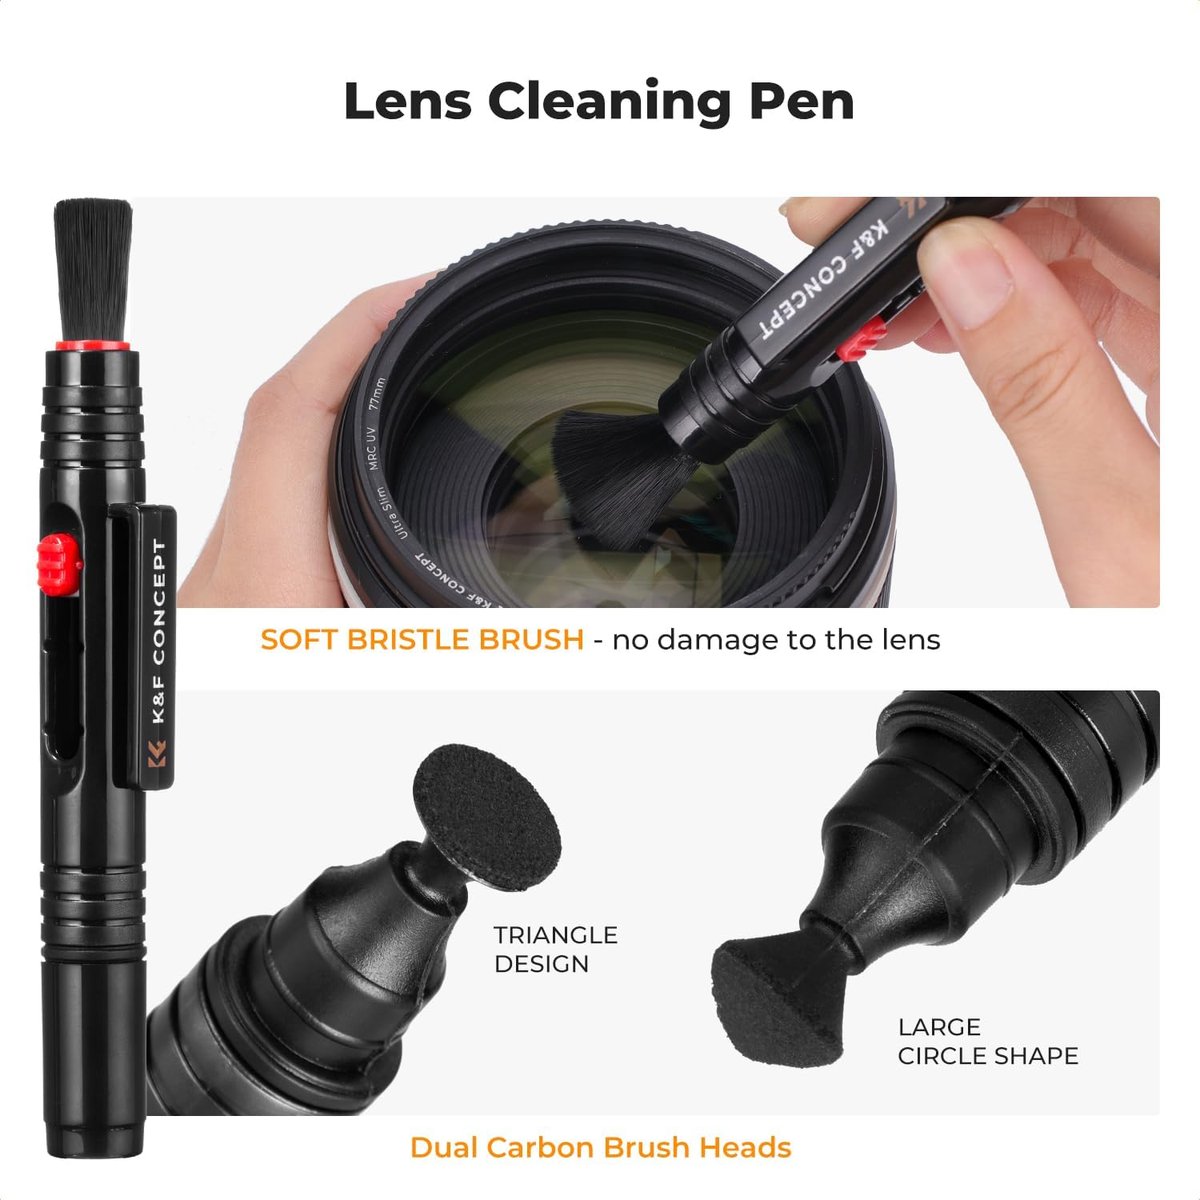 Lens Cleaning Pen
K&F CONCEPT
K&F CONCEPT
K&F CONCEPT Ultra Slim MRC UV 77mm
SOFT BRISTLE BRUSH - no damage to the lens
TRIANGLE
DESIGN
LARGE
CIRCLE SHAPE
Dual Carbon Brush Heads